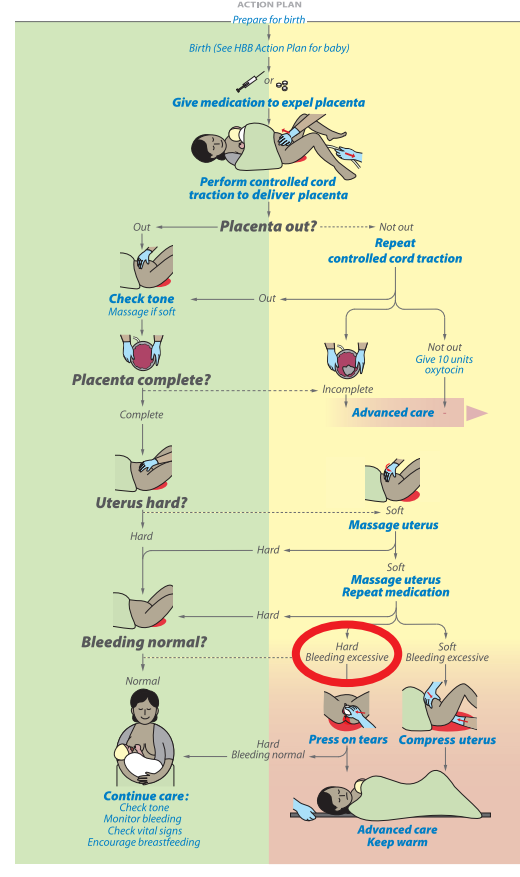 ACTION PLAN
Prepare for birth
Birth (See HBB Action Plan for baby)
or
Give medication to expel placenta
Perform controlled cord
traction to deliver placenta
Out
Placenta out?
Not out
Repeat
controlled cord traction
Out
Check tone
Massage if soft
Not out
Give 10 units
oxytocin
Placenta complete?
Incomplete
Complete
Advanced care
Uterus hard?
Soft
Massage uterus
Hard
Hard
Soft
Massage uterus
Repeat medication
Hard
Bleeding normal?
Hard
Bleeding excessive
Soft
Bleeding excessive
Normal
Press on tears
Compress uterus
Hard
Bleeding normal
Continue care:
Check tone
Monitor bleeding
Check vital signs
Encourage breastfeeding
Advanced care
Keep warm